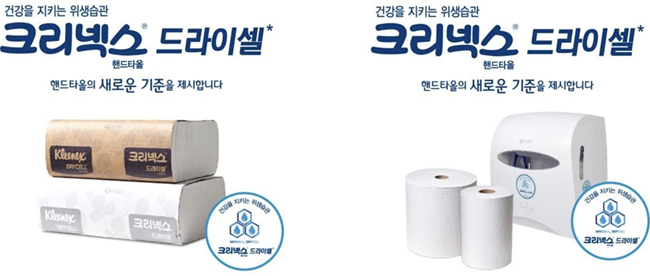 건강을 지키는 위생습관
크리넥스® 드라이셀*
핸드타올
핸드타올의 새로운 기준을 제시합니다
Kleenex
DRYCELL
크리넥스
드라이셀
Kleenex
DRYCELL
크리넥스
드라이셀
건강을 지키는 위생습관
크리넥스 드라이셀
건강을 지키는 위생습관
크리넥스® 드라이셀*
핸드타올
핸드타올의 새로운 기준을 제시합니다
건강을 지키는 위생습관
크리넥스 드라이셀